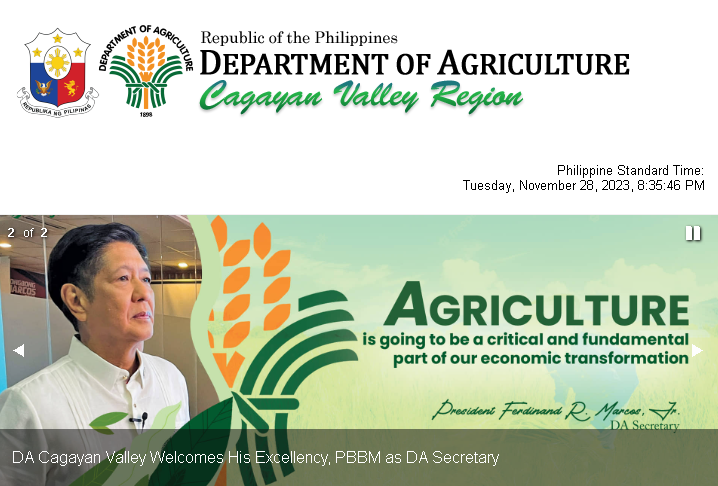 Republic of the Philippines
DEPARTMENT OF AGRICULTURE
Cagayan Valley Region
REPUBLIKA NG PILIPINAS
DEPARTMENT OF AGRICULTURE
1898
Philippine Standard Time:
Tuesday, November 28, 2023, 8:35:46 PM
2 of 2
MARCOS
AGRICULTURE
is going to be a critical and fundamental
part of our economic transformation
President Ferdinand R. Marcos, Jr.
DA Secretary
DA Cagayan Valley Welcomes His Excellency, PBBM as DA Secretary